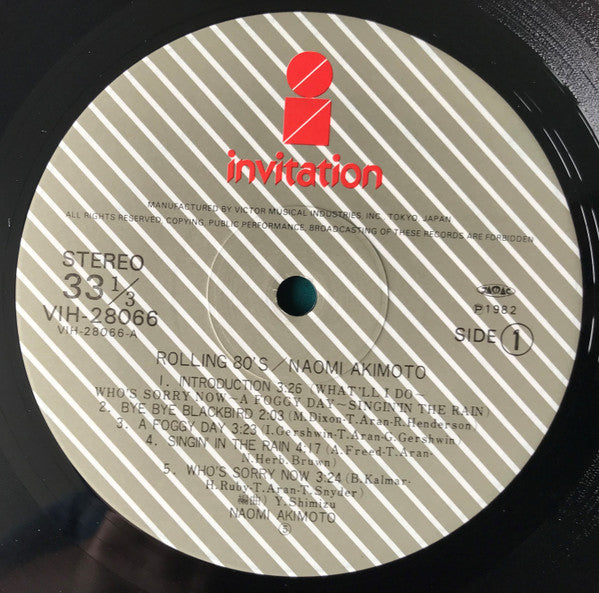 invitation
MANUFACTURED BY VICTOR MUSICAL INDUSTRIES, INC., TOKYO, JAPAN
ALL RIGHTS RESERVED, COPYING, PUBLIC PERFORMANCE, BROADCASTING OF THESE RECORDS ARE FORBIDDEN
STEREO
33 1/3
VIH-28066
VIH-28066-A
JASRAC
Ⓟ1982
SIDE 1
ROLLING 80'S／NAOMI AKIMOTO
1. INTRODUCTION 3:26 (WHAT'LL I DO~
WHO'S SORRY NOW~A FOGGY DAY~SINGIN' IN THE RAIN)
2. BYE BYE BLACKBIRD 2:03 (M.Dixon-T.Aran-R.Henderson)
3. A FOGGY DAY 3:23 (I.Gershwin-T.Aran-G.Gershwin)
4. SINGIN' IN THE RAIN 4:17 (A.Freed-T.Aran-
N.Herb.Bruwn)
5. WHO'S SORRY NOW 3:24 (B.Kalmar-
H.Ruby-T.Aran-T.Snyder)
編曲) Y.Shimizu
NAOMI AKIMOTO